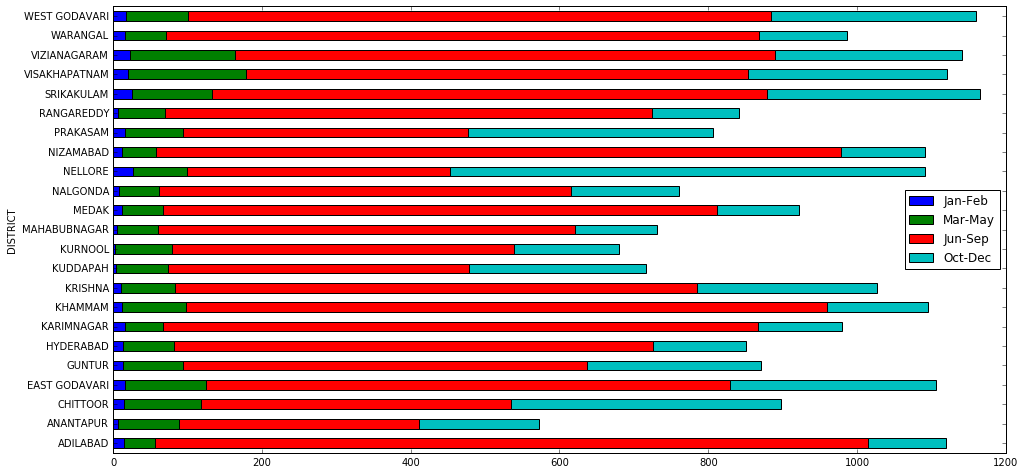 WEST GODAVARI
WARANGAL
VIZIANAGARAM
VISAKHAPATNAM
SRIKAKULAM
RANGAREDDY
PRAKASAM
NIZAMABAD
NELLORE
NALGONDA
MEDAK
MAHABUBNAGAR
KURNOOL
KUDDAPAH
KRISHNA
KHAMMAM
KARIMNAGAR
HYDERABAD
GUNTUR
EAST GODAVARI
CHITTOOR
ANANTAPUR
ADILABAD
DISTRICT
Jan-Feb
Mar-May
Jun-Sep
Oct-Dec
0 200 400 600 800 1000 1200